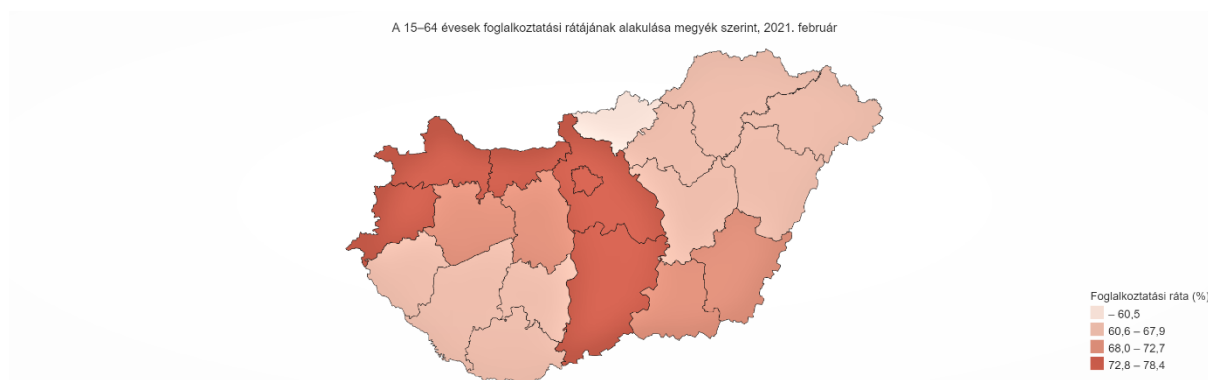 A 15–64 évesek foglalkoztatási rátájának alakulása megyék szerint, 2021. február
Foglalkoztatási ráta (%)
– 60,5
60,6 – 67,9
68,0 – 72,7
72,8 – 78,4